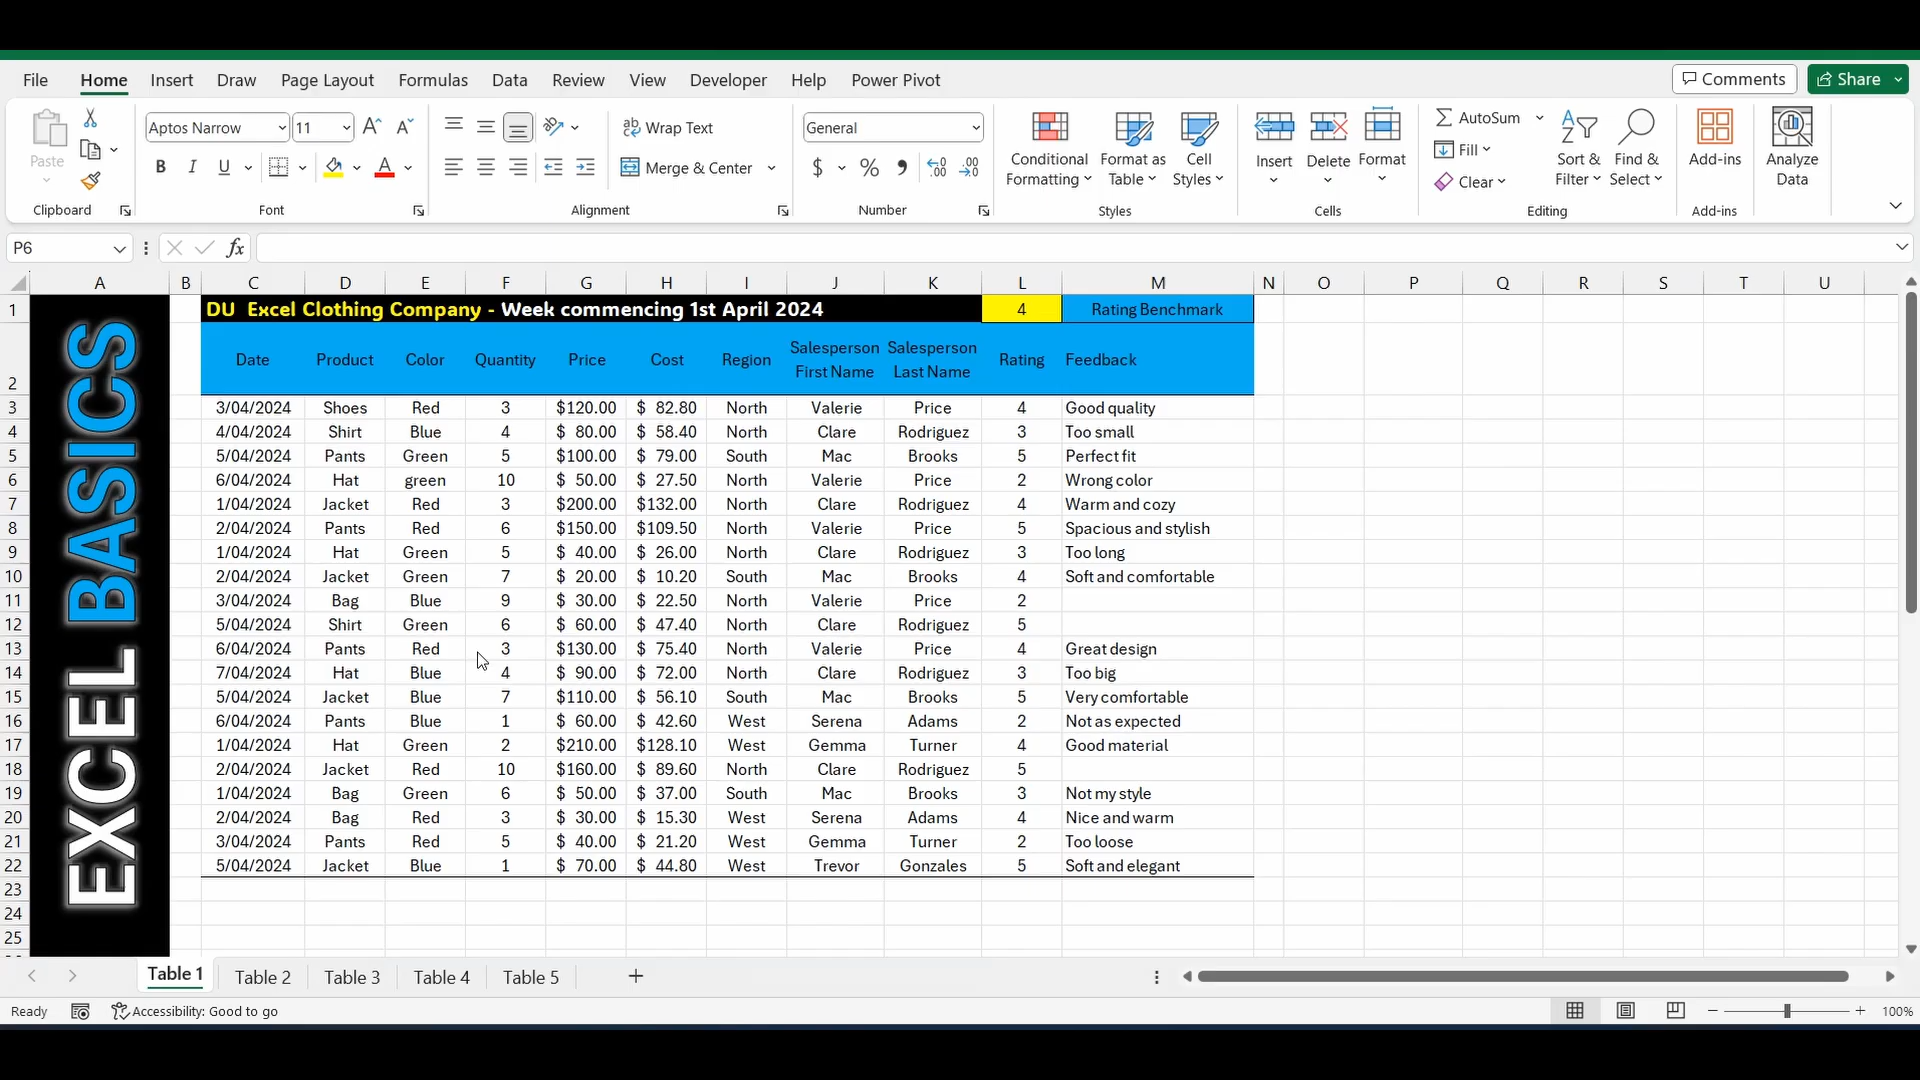 File Home Insert Draw Page Layout Formulas Data Review View Developer Help Power Pivot Comments Share
Paste
Clipboard
Aptos Narrow 11
B I U A
Font
Wrap Text
Merge & Center
Alignment
General
$ % 9
Number
Conditional Formatting
Format as Table
Cell Styles
Styles
Insert Delete Format
Cells
AutoSum
Fill
Clear
Sort & Filter
Find & Select
Editing
Add-ins
Add-ins
Analyze Data
P6 fx
A B C D E F G H I J K L M N O P Q R S T U
EXCEL BASICS
1 DU Excel Clothing Company - Week commencing 1st April 2024 4 Rating Benchmark
2 Date Product Color Quantity Price Cost Region Salesperson First Name Salesperson Last Name Rating Feedback
3 3/04/2024 Shoes Red 3 $120.00 $ 82.80 North Valerie Price 4 Good quality
4 4/04/2024 Shirt Blue 4 $ 80.00 $ 58.40 North Clare Rodriguez 3 Too small
5 5/04/2024 Pants Green 5 $100.00 $ 79.00 South Mac Brooks 5 Perfect fit
6 6/04/2024 Hat green 10 $ 50.00 $ 27.50 North Valerie Price 2 Wrong color
7 1/04/2024 Jacket Red 3 $200.00 $132.00 North Clare Rodriguez 4 Warm and cozy
8 2/04/2024 Pants Red 6 $150.00 $109.50 North Valerie Price 5 Spacious and stylish
9 1/04/2024 Hat Green 5 $ 40.00 $ 26.00 North Clare Rodriguez 3 Too long
10 2/04/2024 Jacket Green 7 $ 20.00 $ 10.20 South Mac Brooks 4 Soft and comfortable
11 3/04/2024 Bag Blue 9 $ 30.00 $ 22.50 North Valerie Price 2
12 5/04/2024 Shirt Green 6 $ 60.00 $ 47.40 North Clare Rodriguez 5
13 6/04/2024 Pants Red 3 $130.00 $ 75.40 North Valerie Price 4 Great design
14 7/04/2024 Hat Blue 4 $ 90.00 $ 72.00 North Clare Rodriguez 3 Too big
15 5/04/2024 Jacket Blue 7 $110.00 $ 56.10 South Mac Brooks 5 Very comfortable
16 6/04/2024 Pants Blue 1 $ 60.00 $ 42.60 West Serena Adams 2 Not as expected
17 1/04/2024 Hat Green 2 $210.00 $128.10 West Gemma Turner 4 Good material
18 2/04/2024 Jacket Red 10 $160.00 $ 89.60 North Clare Rodriguez 5
19 1/04/2024 Bag Green 6 $ 50.00 $ 37.00 South Mac Brooks 3 Not my style
20 2/04/2024 Bag Red 3 $ 30.00 $ 15.30 West Serena Adams 4 Nice and warm
21 3/04/2024 Pants Red 5 $ 40.00 $ 21.20 West Gemma Turner 2 Too loose
22 5/04/2024 Jacket Blue 1 $ 70.00 $ 44.80 West Trevor Gonzales 5 Soft and elegant
23
24
25
Table 1 Table 2 Table 3 Table 4 Table 5
Ready Accessibility: Good to go 100%